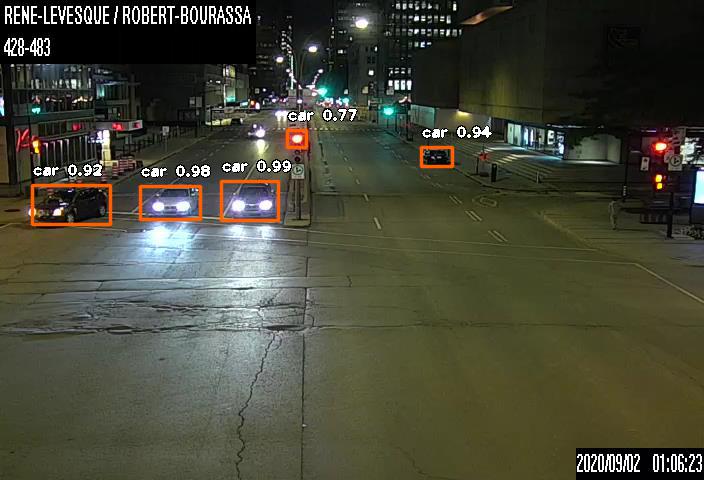 RENE-LEVESQUE / ROBERT-BOURASSA
428-483
car 0.77
car 0.94
car 0.92
car 0.98
car 0.99
2020/09/02 01:06:23